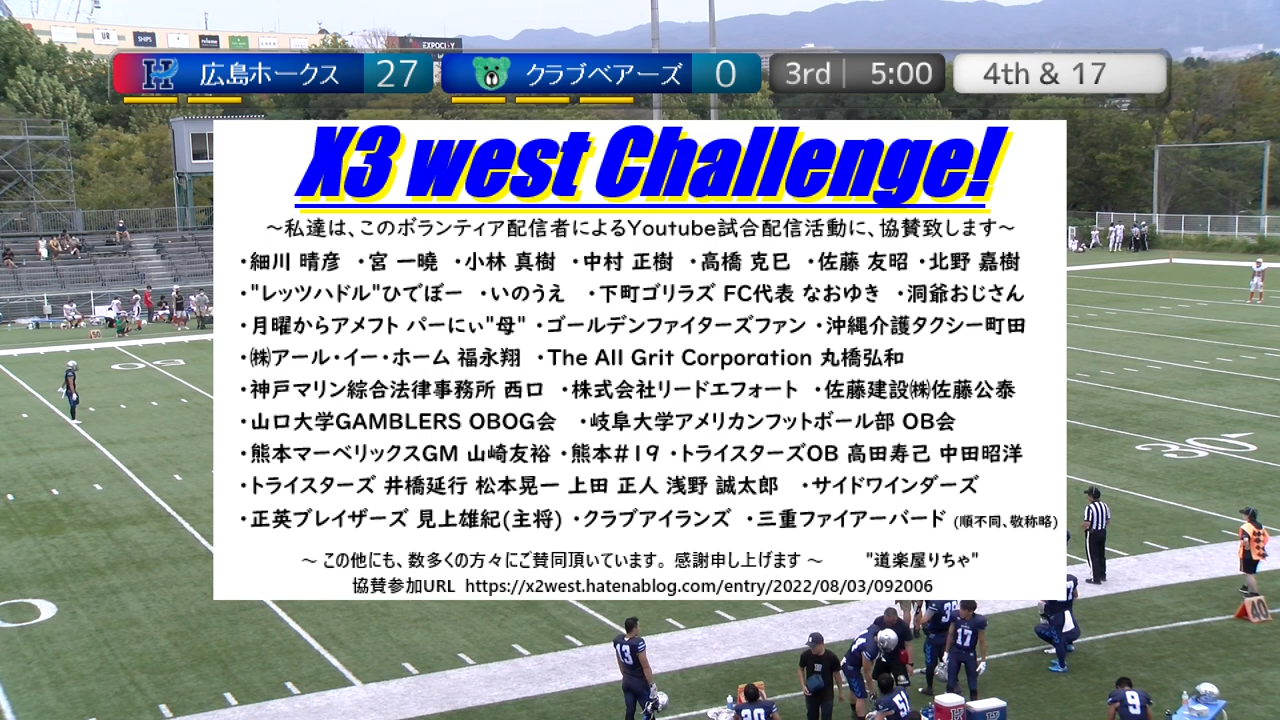 UR
SHIPS
relume
EXPOCITY
H 広島ホークス 27 クラブベアーズ 0 3rd 5:00 4th & 17
X3 west Challenge!
～私達は、このボランティア配信者によるYoutube試合配信活動に、協賛致します～
・細川 晴彦 ・宮 一曉 ・小林 真樹 ・中村 正樹 ・高橋 克巳 ・佐藤 友昭 ・北野 嘉樹
・"レッツハドル"ひでぼー ・いのうえ ・下町ゴリラズ FC代表 なおゆき ・洞爺おじさん
・月曜からアメフト パーにぃ"母" ・ゴールデンファイターズファン ・沖縄介護タクシー町田
・㈱アール・イー・ホーム 福永翔 ・The All Grit Corporation 丸橋弘和
・神戸マリン綜合法律事務所 西口 ・株式会社リードエフォート ・佐藤建設㈱佐藤公泰
・山口大学GAMBLERS OBOG会 ・岐阜大学アメリカンフットボール部 OB会
・熊本マーベリックスGM 山崎友裕 ・熊本#19 ・トライスターズOB 高田寿己 中田昭洋
・トライスターズ 井橋延行 松本晃一 上田 正人 浅野 誠太郎 ・サイドワインダーズ
・正英ブレイザーズ 見上雄紀(主将) ・クラブアイランズ ・三重ファイアーバード (順不同、敬称略)
～ この他にも、数多くの方々にご賛同頂いています。感謝申し上げます ～ "道楽屋りちゃ"
協賛参加URL https://x2west.hatenablog.com/entry/2022/08/03/092006
30
40
13
17
9
51
20